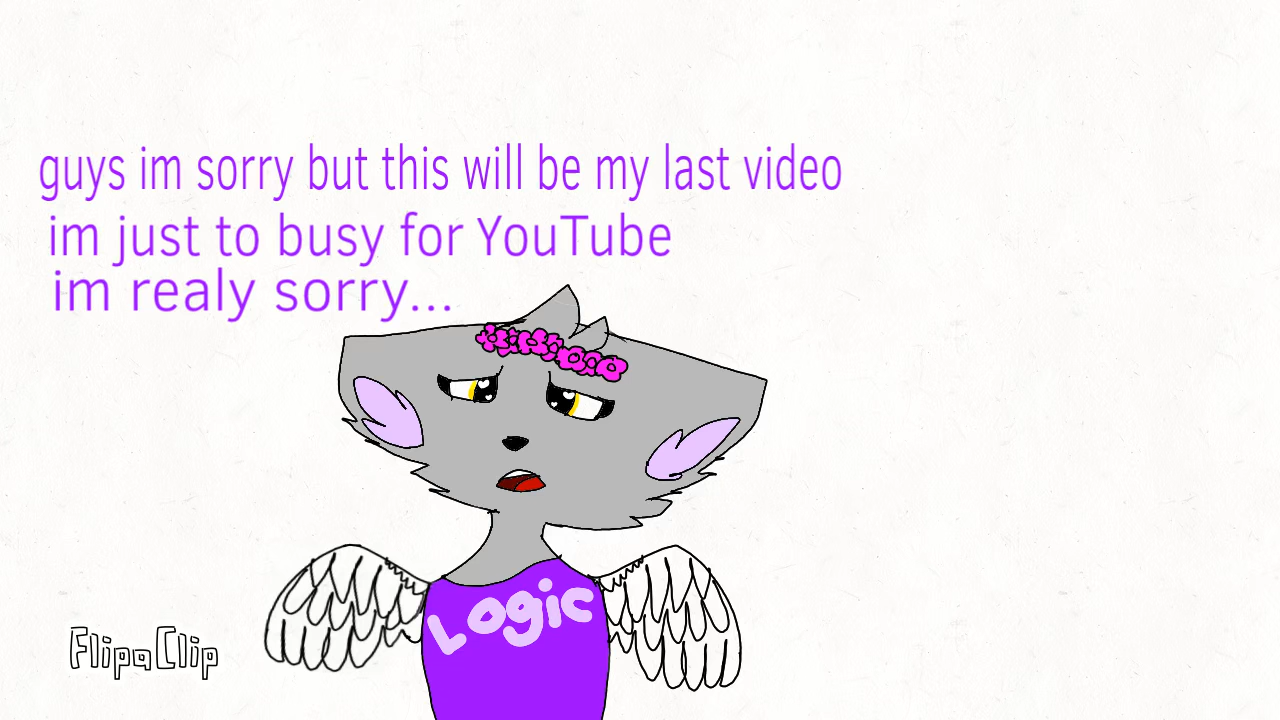 guys im sorry but this will be my last video
im just to busy for YouTube
im realy sorry...
Logic
FlipaClip